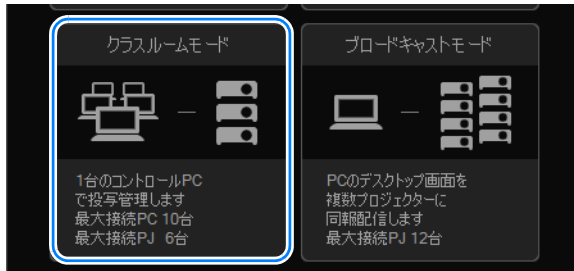 クラスルームモード
1台のコントロールPC
で投写管理します
最大接続PC 10台
最大接続PJ 6台
ブロードキャストモード
PCのデスクトップ画面を
複数プロジェクターに
同報配信します
最大接続PJ 12台